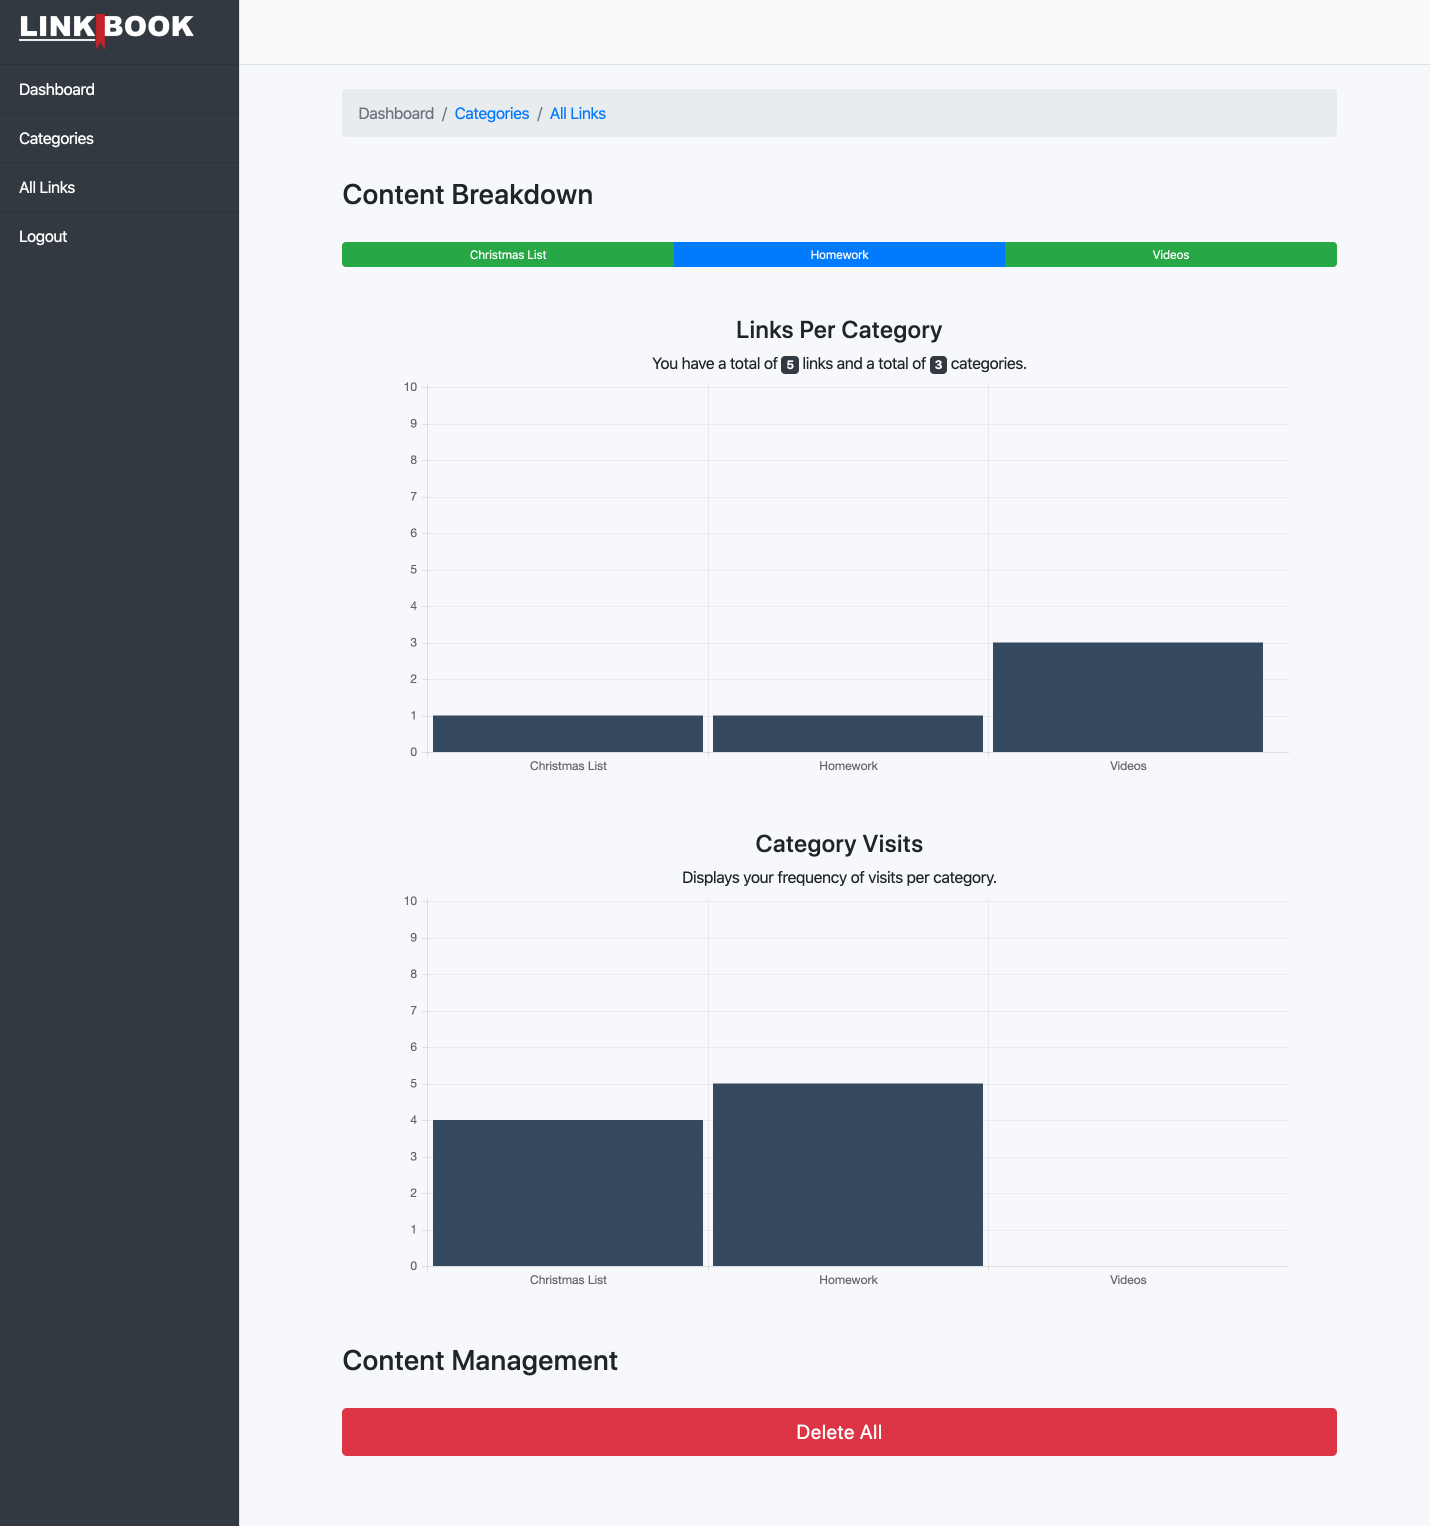 LINKBOOK
Dashboard
Categories
All Links
Logout
Dashboard / Categories / All Links
Content Breakdown
Christmas List Homework Videos
Links Per Category
You have a total of 5 links and a total of 3 categories.
10
9
8
7
6
5
4
3
2
1
0
Christmas List Homework Videos
Category Visits
Displays your frequency of visits per category.
10
9
8
7
6
5
4
3
2
1
0
Christmas List Homework Videos
Content Management
Delete All